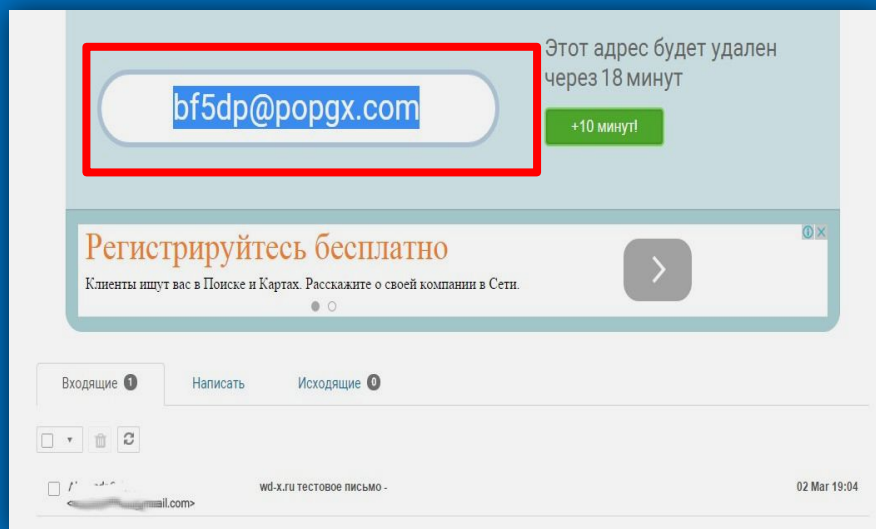 bf5dp@popgx.com
Этот адрес будет удален
через 18 минут
+10 минут!
Регистрируйтесь бесплатно
Клиенты ищут вас в Поиске и Картах. Расскажите о своей компании в Сети.
Входящие 1 Написать Исходящие 0
wd-x.ru тестовое письмо - 02 Mar 19:04